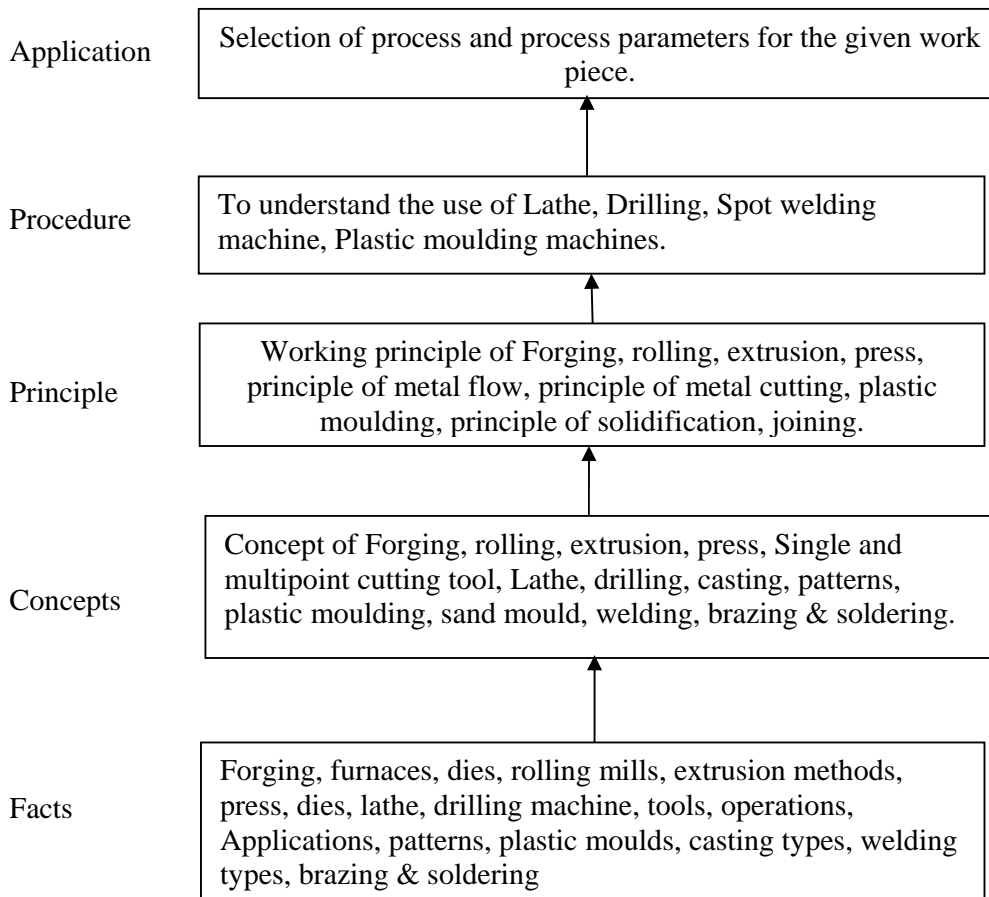 Application
Selection of process and process parameters for the given work
piece.
Procedure
To understand the use of Lathe, Drilling, Spot welding
machine, Plastic moulding machines.
Principle
Working principle of Forging, rolling, extrusion, press,
principle of metal flow, principle of metal cutting, plastic
moulding, principle of solidification, joining.
Concepts
Concept of Forging, rolling, extrusion, press, Single and
multipoint cutting tool, Lathe, drilling, casting, patterns,
plastic moulding, sand mould, welding, brazing & soldering.
Facts
Forging, furnaces, dies, rolling mills, extrusion methods,
press, dies, lathe, drilling machine, tools, operations,
Applications, patterns, plastic moulds, casting types, welding
types, brazing & soldering